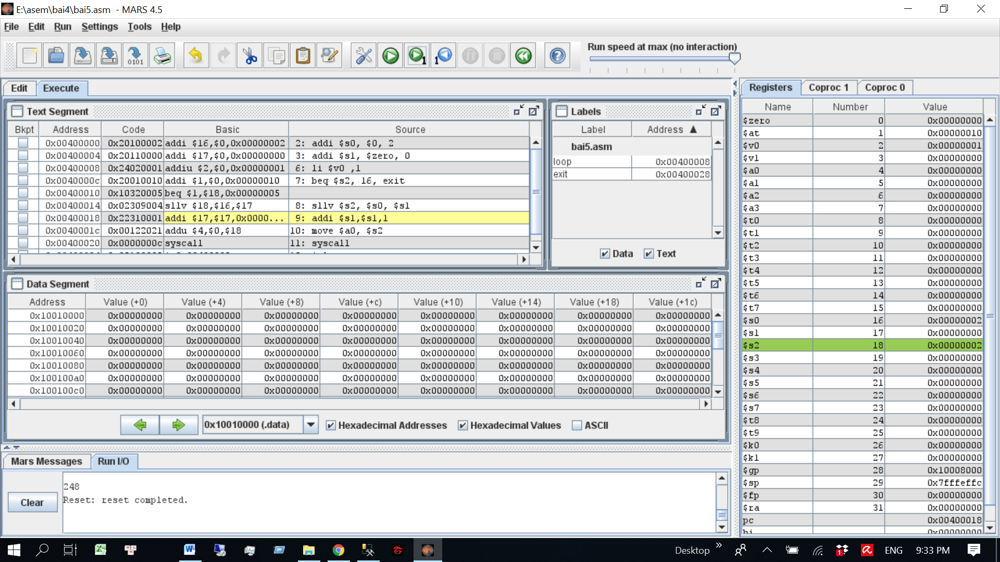 E:\asem\bai4\bai5.asm - MARS 4.5
File Edit Run Settings Tools Help
Run speed at max (no interaction)
Edit Execute
Text Segment
Bkpt Address Code Basic Source
0x00400000 0x20100002 addi $16,$0,0x00000002 2: addi $s0, $0, 2
0x00400004 0x20110000 addi $17,$0,0x00000000 3: addi $s1, $zero, 0
0x00400008 0x24020001 addiu $2,$0,0x00000001 6: li $v0 ,1
0x0040000c 0x20010010 addi $1,$0,0x00000010 7: beq $s2, 16, exit
0x00400010 0x10320005 beq $1,$18,0x00000005
0x00400014 0x02309004 sllv $18,$16,$17 8: sllv $s2, $s0, $s1
0x00400018 0x22310001 addi $17,$17,0x0000... 9: addi $s1,$s1,1
0x0040001c 0x00122021 addu $4,$0,$18 10: move $a0, $s2
0x00400020 0x0000000c syscall 11: syscall
Labels
Label Address ▲
bai5.asm
loop 0x00400008
exit 0x00400028
Data Text
Data Segment
Address Value (+0) Value (+4) Value (+8) Value (+c) Value (+10) Value (+14) Value (+18) Value (+1c)
0x10010000 0x00000000 0x00000000 0x00000000 0x00000000 0x00000000 0x00000000 0x00000000 0x00000000
0x10010020 0x00000000 0x00000000 0x00000000 0x00000000 0x00000000 0x00000000 0x00000000 0x00000000
0x10010040 0x00000000 0x00000000 0x00000000 0x00000000 0x00000000 0x00000000 0x00000000 0x00000000
0x10010060 0x00000000 0x00000000 0x00000000 0x00000000 0x00000000 0x00000000 0x00000000 0x00000000
0x10010080 0x00000000 0x00000000 0x00000000 0x00000000 0x00000000 0x00000000 0x00000000 0x00000000
0x100100a0 0x00000000 0x00000000 0x00000000 0x00000000 0x00000000 0x00000000 0x00000000 0x00000000
0x100100c0 0x00000000 0x00000000 0x00000000 0x00000000 0x00000000 0x00000000 0x00000000 0x00000000
0x10010000 (.data) Hexadecimal Addresses Hexadecimal Values ASCII
Mars Messages Run I/O
Clear
248
Reset: reset completed.
Registers Coproc 1 Coproc 0
Name Number Value
$zero 0 0x00000000
$at 1 0x00000010
$v0 2 0x00000001
$v1 3 0x00000000
$a0 4 0x00000000
$a1 5 0x00000000
$a2 6 0x00000000
$a3 7 0x00000000
$t0 8 0x00000000
$t1 9 0x00000000
$t2 10 0x00000000
$t3 11 0x00000000
$t4 12 0x00000000
$t5 13 0x00000000
$t6 14 0x00000000
$t7 15 0x00000000
$s0 16 0x00000002
$s1 17 0x00000000
$s2 18 0x00000002
$s3 19 0x00000000
$s4 20 0x00000000
$s5 21 0x00000000
$s6 22 0x00000000
$s7 23 0x00000000
$t8 24 0x00000000
$t9 25 0x00000000
$k0 26 0x00000000
$k1 27 0x00000000
$gp 28 0x10008000
$sp 29 0x7fffeffc
$fp 30 0x00000000
$ra 31 0x00000000
pc 0x00400018
hi 0x00000000
Desktop ENG 9:33 PM